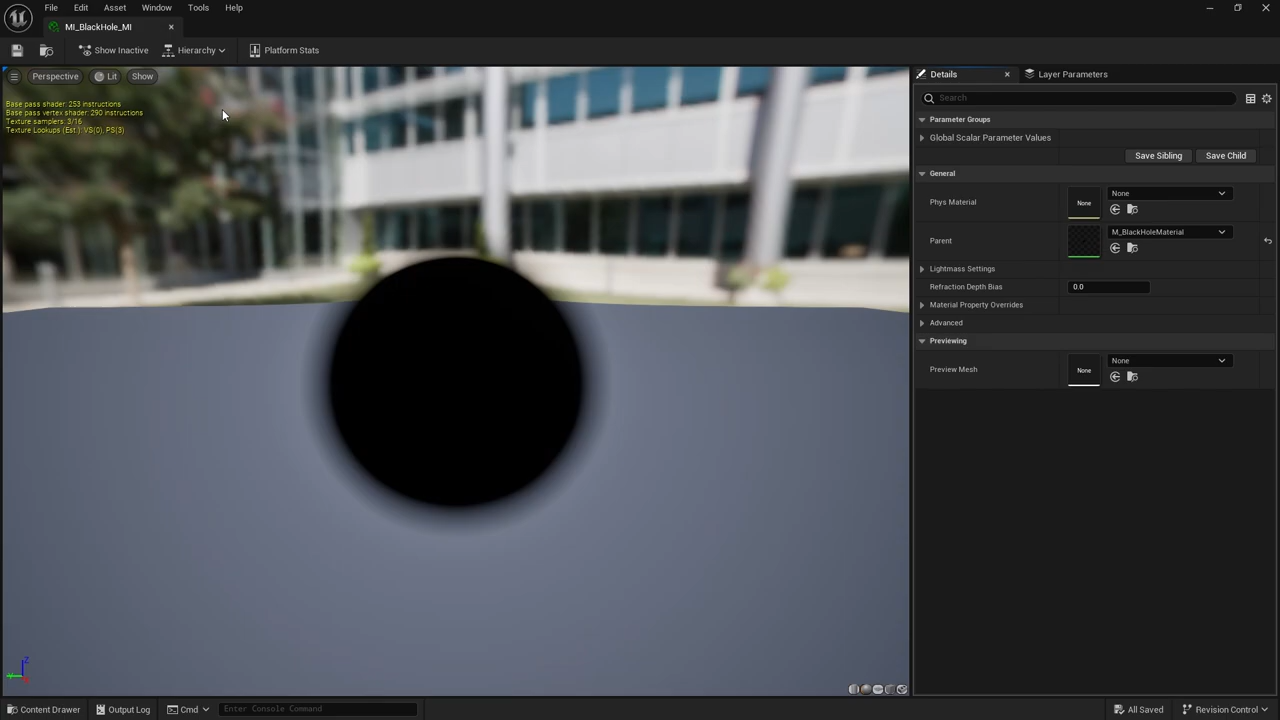 File Edit Asset Window Tools Help
MI_BlackHole_MI
Show Inactive Hierarchy Platform Stats
Perspective Lit Show
Base pass shader: 253 instructions
Base pass vertex shader: 290 instructions
Texture samplers: 3/16
Texture Lookups (Est.): VS(0), PS(3)
Z
Details Layer Parameters
Search
Parameter Groups
Global Scalar Parameter Values
Save Sibling Save Child
General
Phys Material None None
Parent M_BlackHoleMaterial
Lightmass Settings
Refraction Depth Bias 0.0
Material Property Overrides
Advanced
Previewing
Preview Mesh None None
Content Drawer Output Log Cmd Enter Console Command All Saved Revision Control